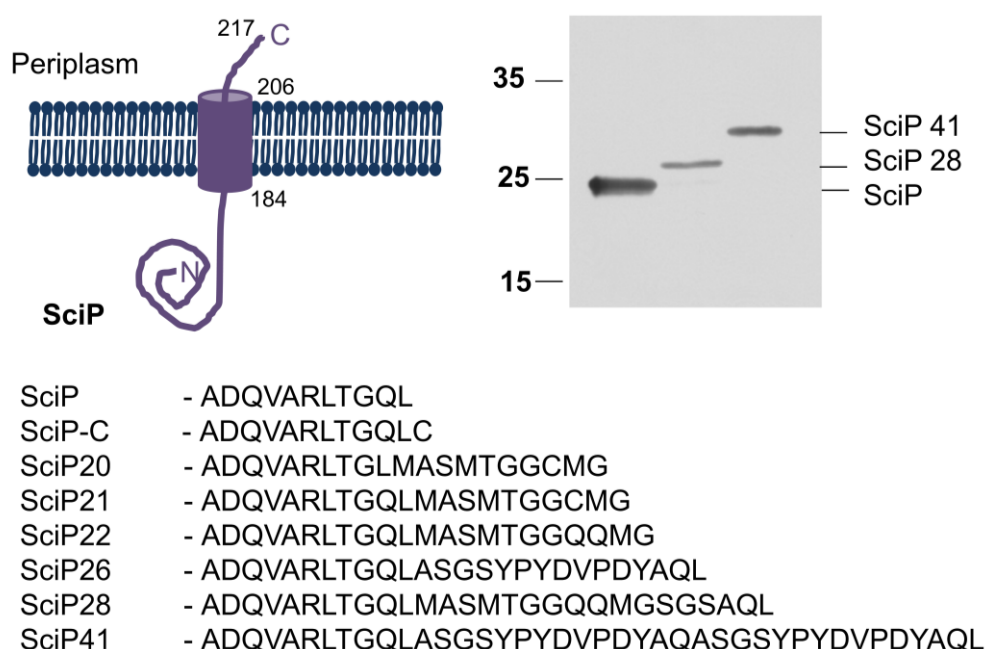 217 C
Periplasm
206
184
N
SciP
35
25
15
SciP 41
SciP 28
SciP
SciP - ADQVARLTGQL
SciP-C - ADQVARLTGQLC
SciP20 - ADQVARLTGLMASMTGGCMG
SciP21 - ADQVARLTGQLMASMTGGCMG
SciP22 - ADQVARLTGQLMASMTGGQQMG
SciP26 - ADQVARLTGQLASGSYPYDVPDYAQL
SciP28 - ADQVARLTGQLMASMTGGQQMGSGSAQL
SciP41 - ADQVARLTGQLASGSYPYDVPDYAQASGSYPYDVPDYAQL